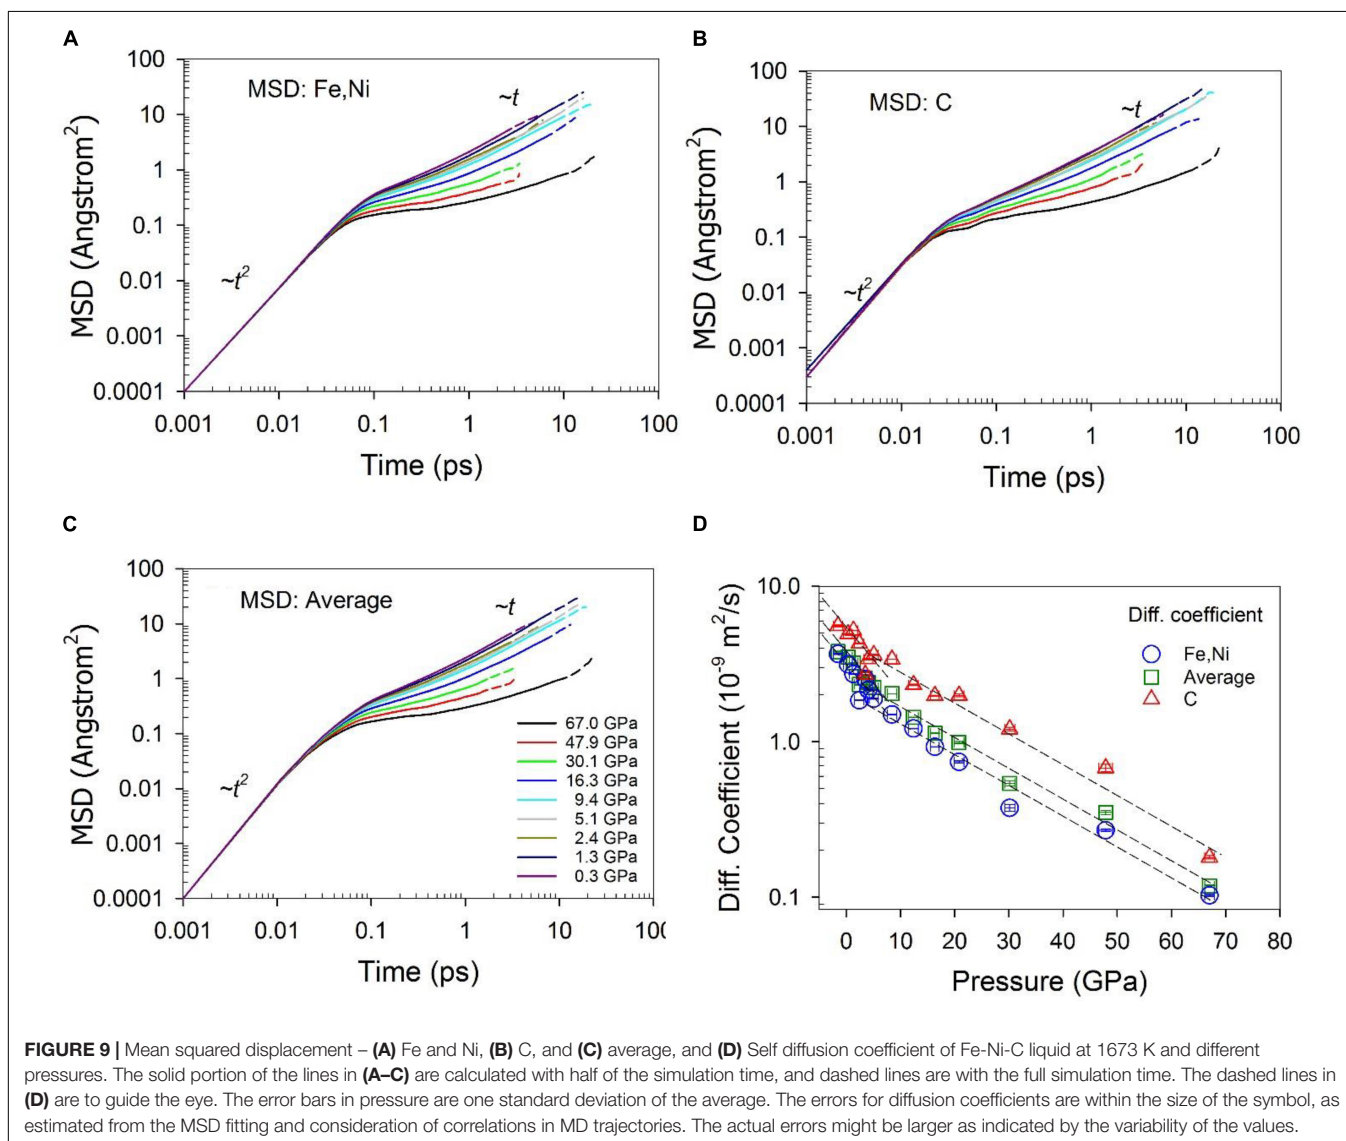 A
MSD: Fe,Ni
~t
~t²
MSD (Angstrom²)
100
10
1
0.1
0.01
0.001
0.0001
0.001 0.01 0.1 1 10 100
Time (ps)
B
MSD: C
~t
~t²
MSD (Angstrom²)
100
10
1
0.1
0.01
0.001
0.0001
0.001 0.01 0.1 1 10 100
Time (ps)
C
MSD: Average
~t
~t²
MSD (Angstrom²)
100
10
1
0.1
0.01
0.001
0.0001
67.0 GPa
47.9 GPa
30.1 GPa
16.3 GPa
9.4 GPa
5.1 GPa
2.4 GPa
1.3 GPa
0.3 GPa
0.001 0.01 0.1 1 10 100
Time (ps)
D
Diff. Coefficient (10⁻⁹ m²/s)
10.0
1.0
0.1
Diff. coefficient
Fe,Ni
Average
C
0 10 20 30 40 50 60 70 80
Pressure (GPa)
FIGURE 9 | Mean squared displacement – (A) Fe and Ni, (B) C, and (C) average, and (D) Self diffusion coefficient of Fe-Ni-C liquid at 1673 K and different
pressures. The solid portion of the lines in (A–C) are calculated with half of the simulation time, and dashed lines are with the full simulation time. The dashed lines in
(D) are to guide the eye. The error bars in pressure are one standard deviation of the average. The errors for diffusion coefficients are within the size of the symbol, as
estimated from the MSD fitting and consideration of correlations in MD trajectories. The actual errors might be larger as indicated by the variability of the values.